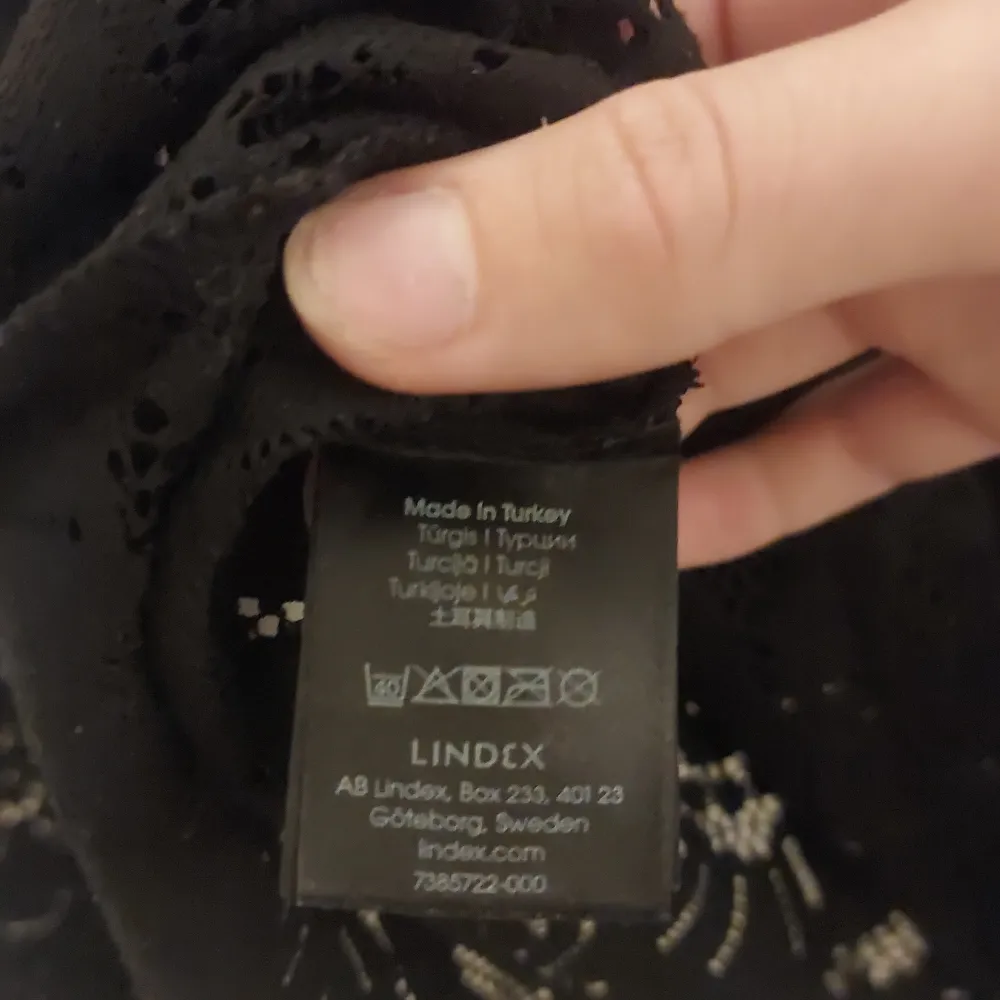 Made in Turkey
Türgis | Турции
Turcijā | Turcji
Turkijoje | تركيا
土耳其制造
40
LINDEX
AB Lindex, Box 233, 401 23
Göteborg, Sweden
lindex.com
7385722-000